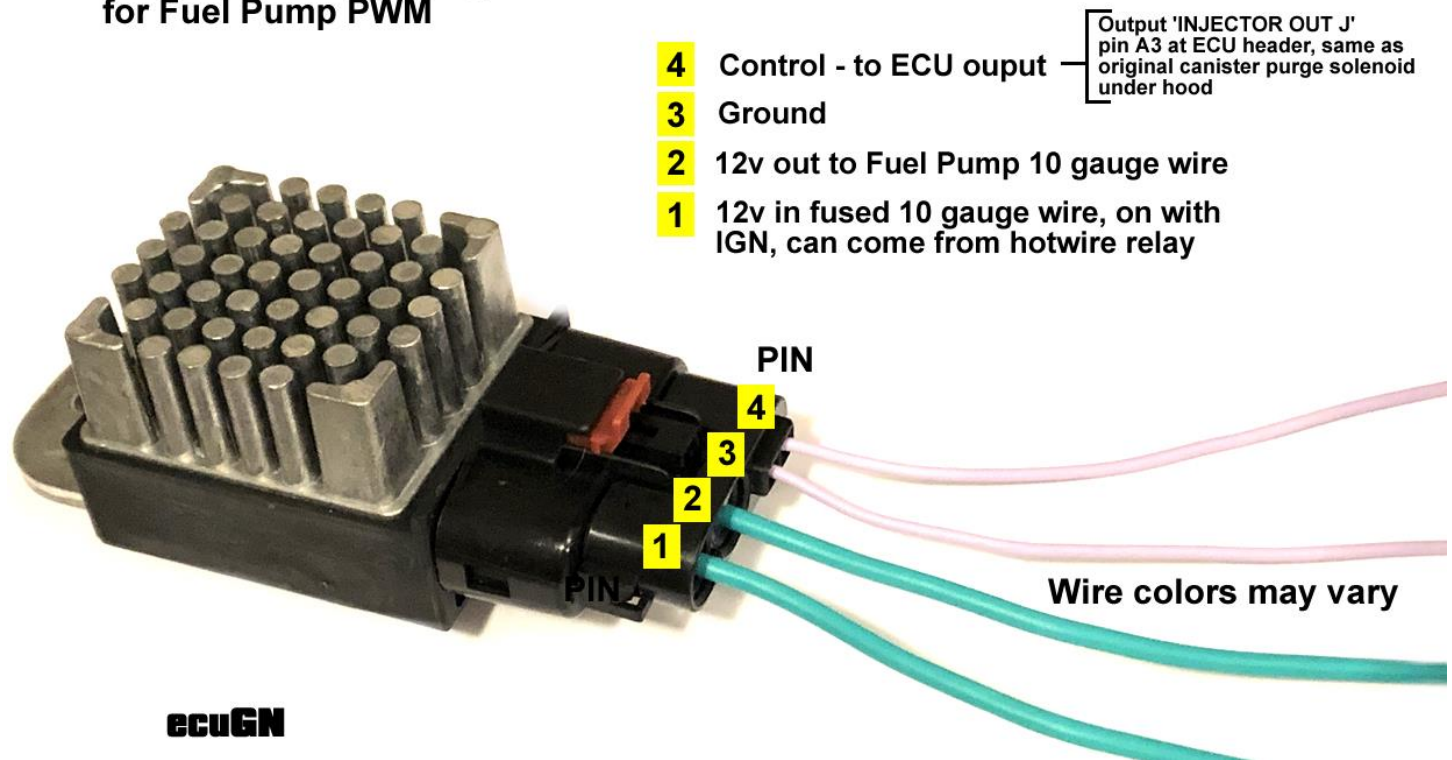 for Fuel Pump PWM
4 Control - to ECU ouput
Output 'INJECTOR OUT J'
pin A3 at ECU header, same as
original canister purge solenoid
under hood
3 Ground
2 12v out to Fuel Pump 10 gauge wire
1 12v in fused 10 gauge wire, on with
IGN, can come from hotwire relay
PIN
4
3
2
1
PIN
Wire colors may vary
ecuGN